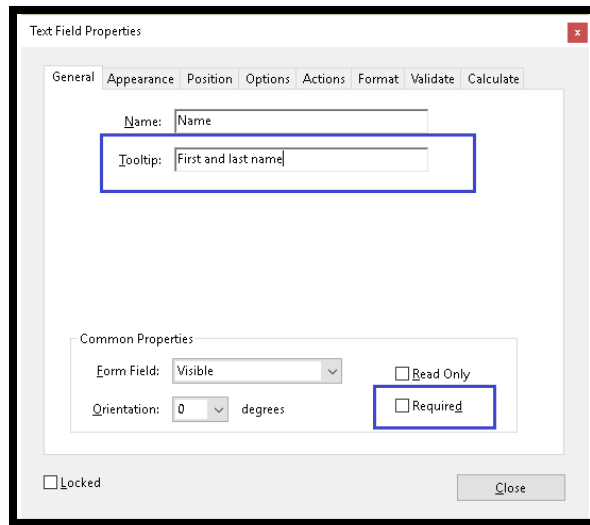 Text Field Properties
x
General Appearance Position Options Actions Format Validate Calculate
Name: Name
Tooltip: First and last name
Common Properties
Form Field: Visible
Read Only
Orientation: 0 degrees
Required
Locked
Close